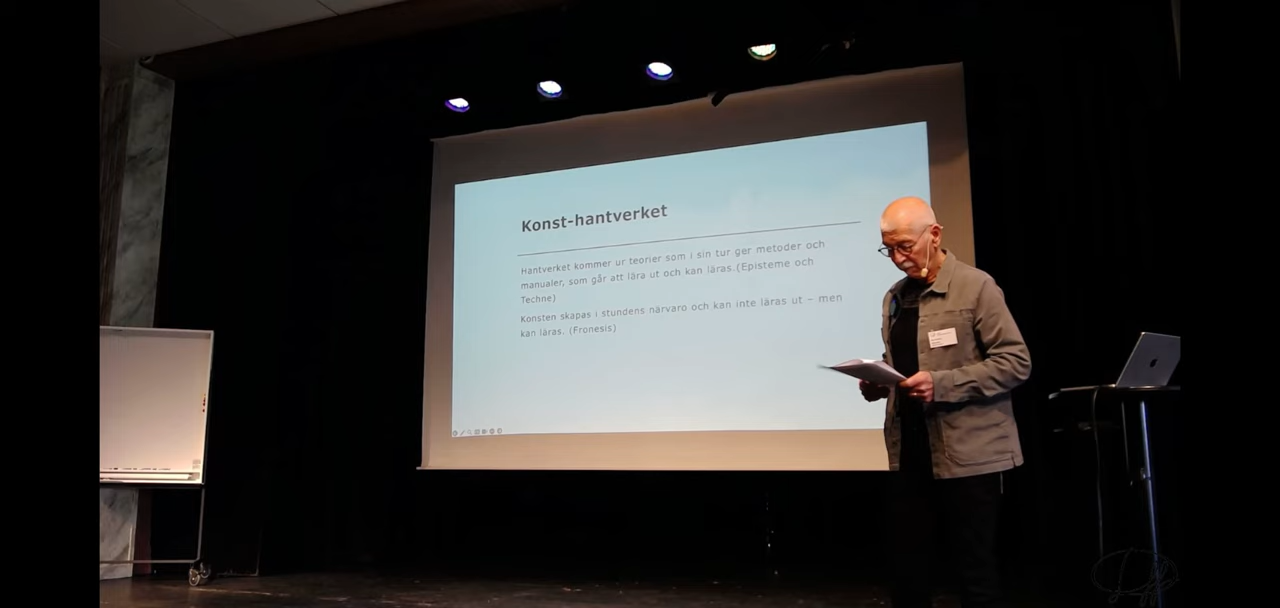 Konst-hantverket
Hantverket kommer ur teorier som i sin tur ger metoder och
manualer, som går att lära ut och kan läras.(Episteme och
Techne)
Konsten skapas i stundens närvaro och kan inte läras ut – men
kan läras. (Fronesis)